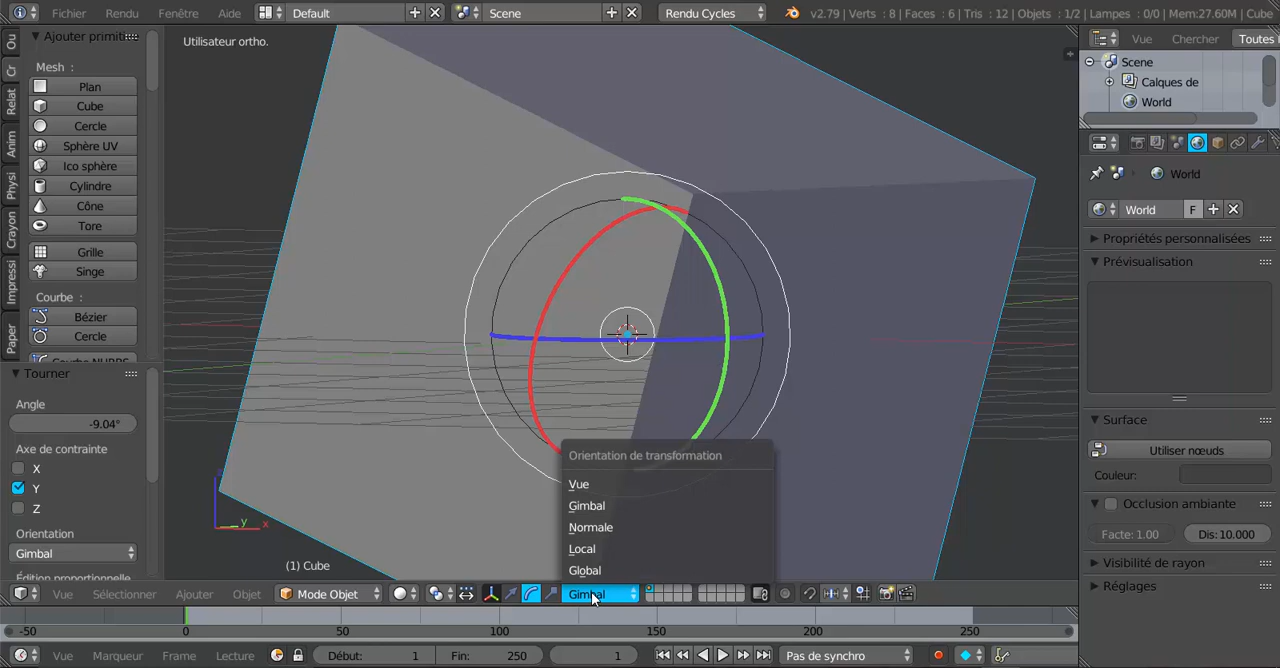 Fichier Rendu Fenêtre Aide Default Scene Rendu Cycles v2.79 | Verts : 8 | Faces : 6 | Tris : 12 | Objets : 1/2 | Lampes : 0/0 | Mem:27.60M | Cube
Ajouter primiti
Utilisateur ortho.
Vue Chercher Toutes
Mesh :
Plan
Cube
Cercle
Sphère UV
Ico sphère
Cylindre
Cône
Tore
Grille
Singe
Courbe :
Bézier
Cercle
Courbe NURBS
Ou
Cr
Relat
Anim
Physi
Crayon
Impressi
Paper
Scene
Calques de
World
World
World F
Propriétés personnalisées
Prévisualisation
Surface
Utiliser nœuds
Couleur:
Occlusion ambiante
Facte: 1.00 Dis: 10.000
Visibilité de rayon
Réglages
Tourner
Angle
-9.04°
Axe de contrainte
X
Y
Z
Orientation
Gimbal
Édition proportionnelle
y x
(1) Cube
Orientation de transformation
Vue
Gimbal
Normale
Local
Global
Vue Sélectionner Ajouter Objet Mode Objet Gimbal
-50 0 50 100 150 200 250
Vue Marqueur Frame Lecture Début: 1 Fin: 250 1 Pas de synchro